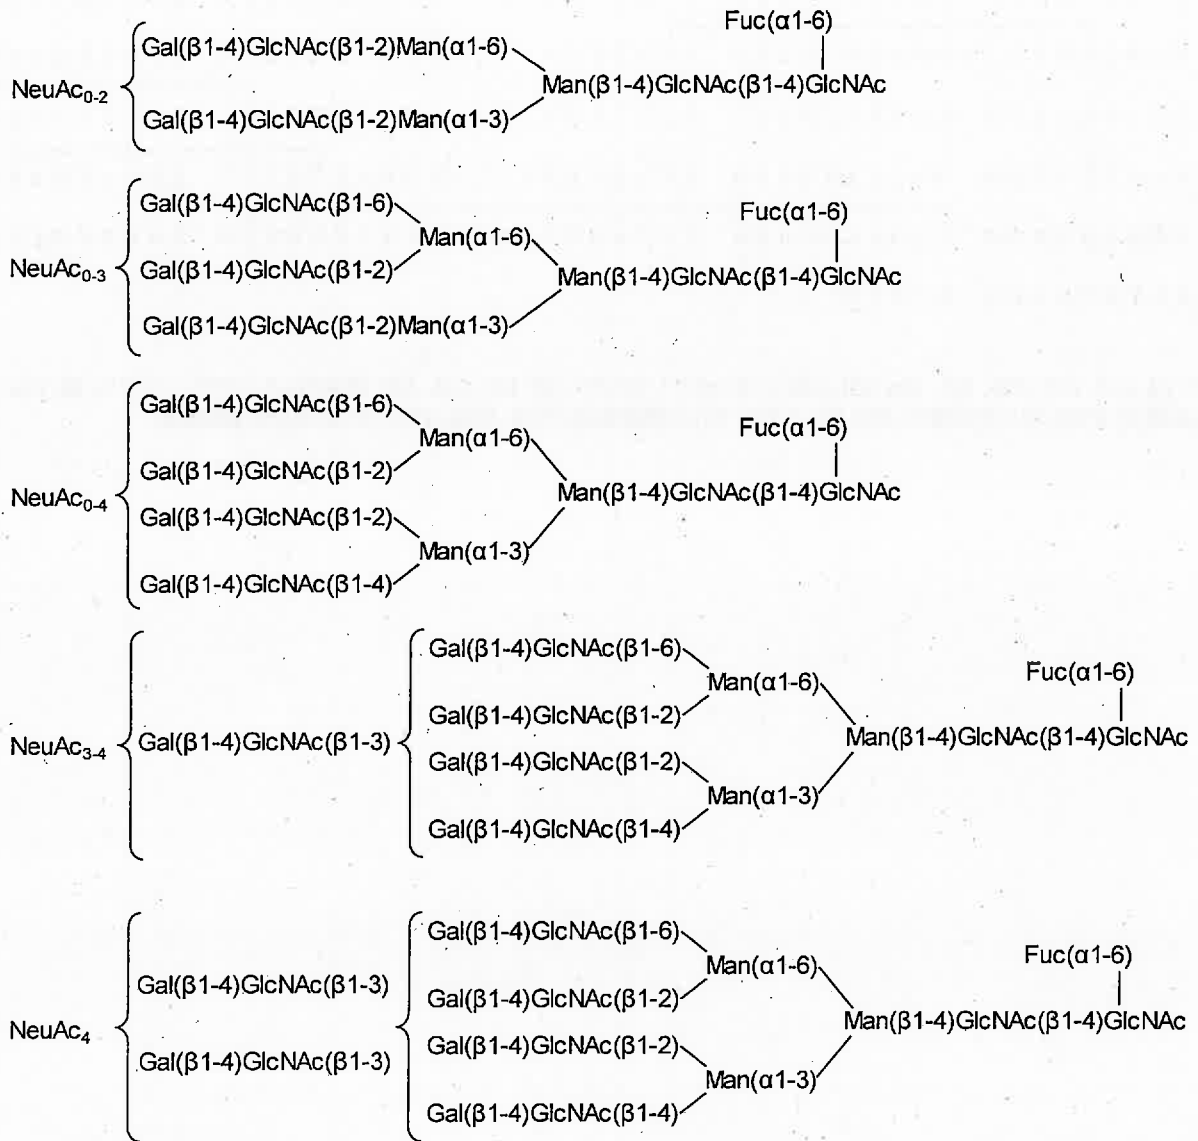 Fuc(α1-6)
Gal(β1-4)GlcNAc(β1-2)Man(α1-6)
NeuAc0-2 Man(β1-4)GlcNAc(β1-4)GlcNAc
Gal(β1-4)GlcNAc(β1-2)Man(α1-3)
Gal(β1-4)GlcNAc(β1-6) Fuc(α1-6)
Man(α1-6)
NeuAc0-3 Gal(β1-4)GlcNAc(β1-2) Man(β1-4)GlcNAc(β1-4)GlcNAc
Gal(β1-4)GlcNAc(β1-2)Man(α1-3)
Gal(β1-4)GlcNAc(β1-6)
Man(α1-6) Fuc(α1-6)
Gal(β1-4)GlcNAc(β1-2)
NeuAc0-4 Man(β1-4)GlcNAc(β1-4)GlcNAc
Gal(β1-4)GlcNAc(β1-2)
Man(α1-3)
Gal(β1-4)GlcNAc(β1-4)
Gal(β1-4)GlcNAc(β1-6)
Man(α1-6) Fuc(α1-6)
Gal(β1-4)GlcNAc(β1-2)
NeuAc3-4 Gal(β1-4)GlcNAc(β1-3) Man(β1-4)GlcNAc(β1-4)GlcNAc
Gal(β1-4)GlcNAc(β1-2)
Man(α1-3)
Gal(β1-4)GlcNAc(β1-4)
Gal(β1-4)GlcNAc(β1-6)
Man(α1-6) Fuc(α1-6)
Gal(β1-4)GlcNAc(β1-3) Gal(β1-4)GlcNAc(β1-2)
NeuAc4 Man(β1-4)GlcNAc(β1-4)GlcNAc
Gal(β1-4)GlcNAc(β1-3) Gal(β1-4)GlcNAc(β1-2)
Man(α1-3)
Gal(β1-4)GlcNAc(β1-4)